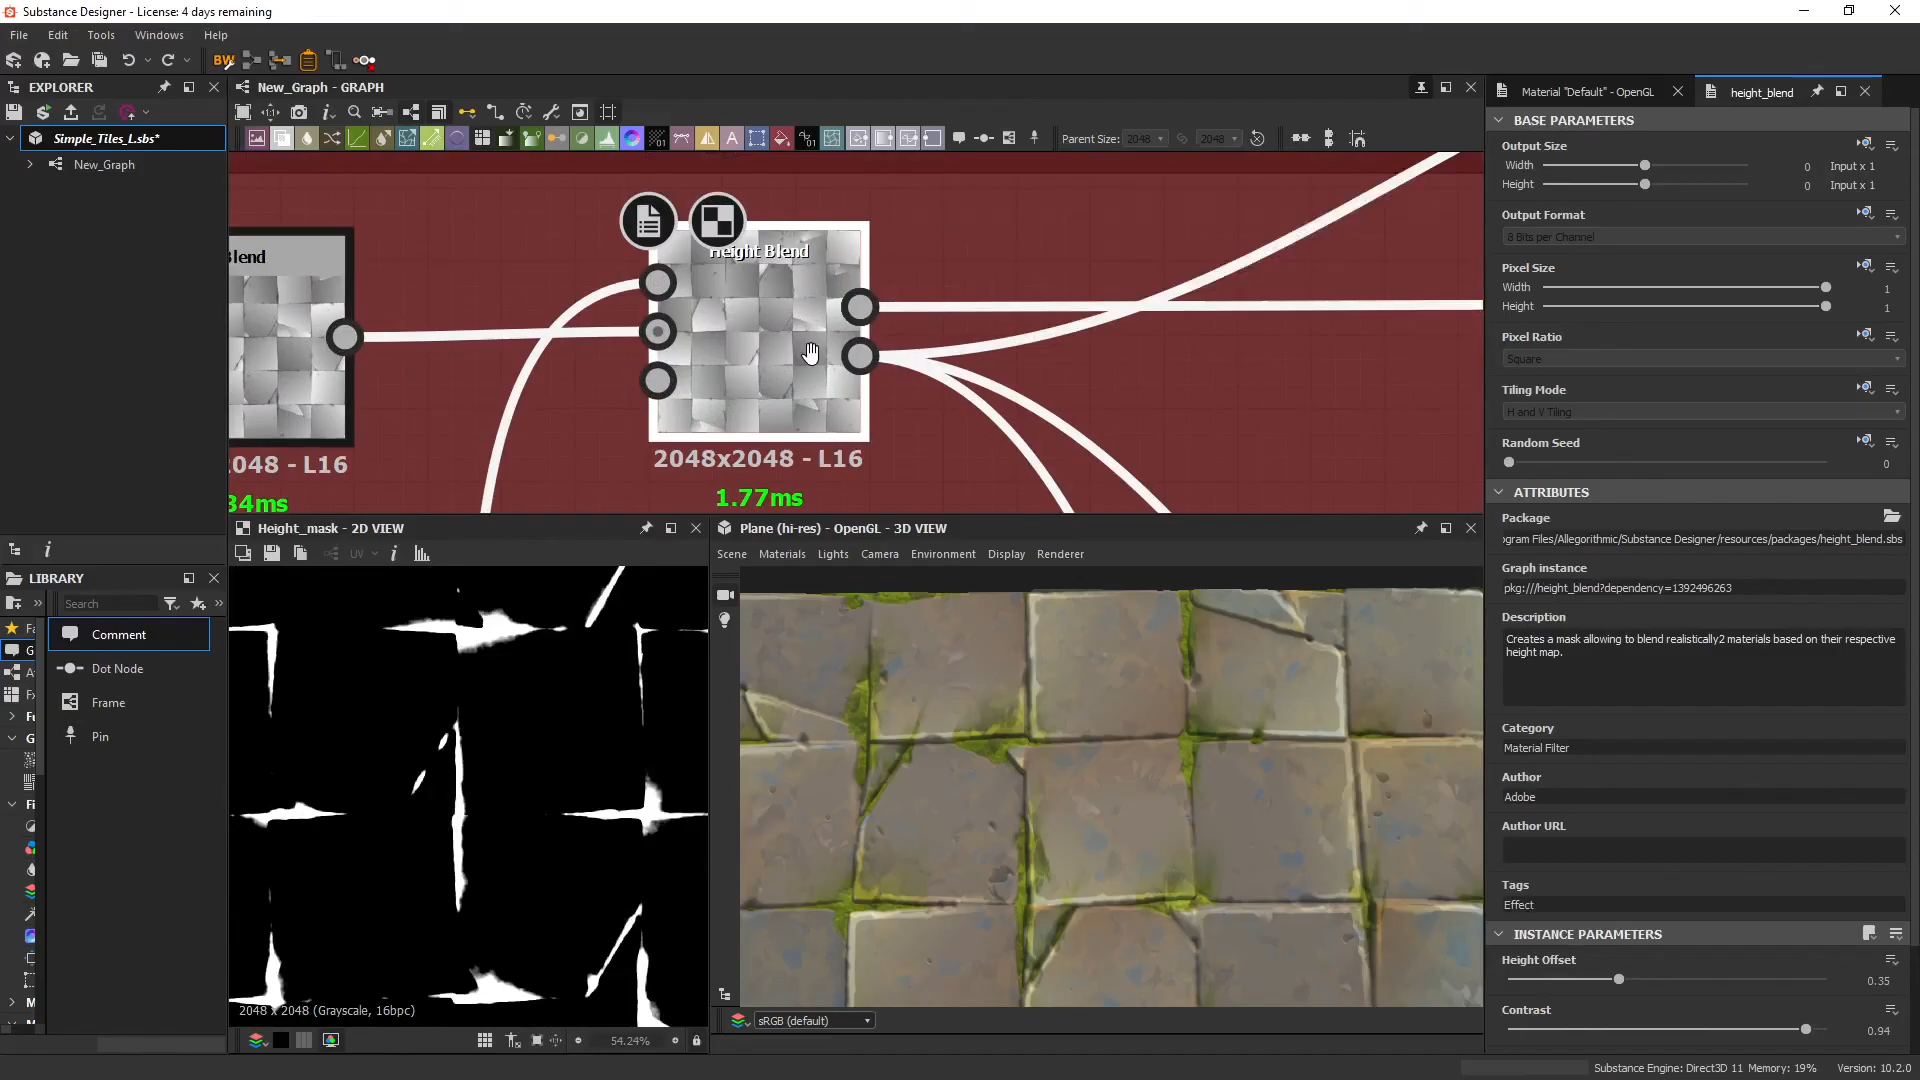 Substance Designer - License: 4 days remaining
File Edit Tools Windows Help
BW
EXPLORER
Simple_Tiles_L.sbs*
New_Graph
New_Graph - GRAPH
Parent Size: 2048 2048
Blend
2048 - L16
34ms
Height Blend
2048x2048 - L16
1.77ms
LIBRARY
Search
Comment
Dot Node
Frame
Pin
Height_mask - 2D VIEW
UV
2048 x 2048 (Grayscale, 16bpc)
54.24%
Plane (hi-res) - OpenGL - 3D VIEW
Scene Materials Lights Camera Environment Display Renderer
sRGB (default)
Material "Default" - OpenGL
height_blend
BASE PARAMETERS
Output Size
Width 0 Input x 1
Height 0 Input x 1
Output Format
8 Bits per Channel
Pixel Size
Width 1
Height 1
Pixel Ratio
Square
Tiling Mode
H and V Tiling
Random Seed
0
ATTRIBUTES
Package
ogram Files/Allegorithmic/Substance Designer/resources/packages/height_blend.sbs
Graph instance
pkg:///height_blend?dependency=1392496263
Description
Creates a mask allowing to blend realistically2 materials based on their respective
height map.
Category
Material Filter
Author
Adobe
Author URL
Tags
Effect
INSTANCE PARAMETERS
Height Offset
0.35
Contrast
0.94
Substance Engine: Direct3D 11 Memory: 19% Version: 10.2.0